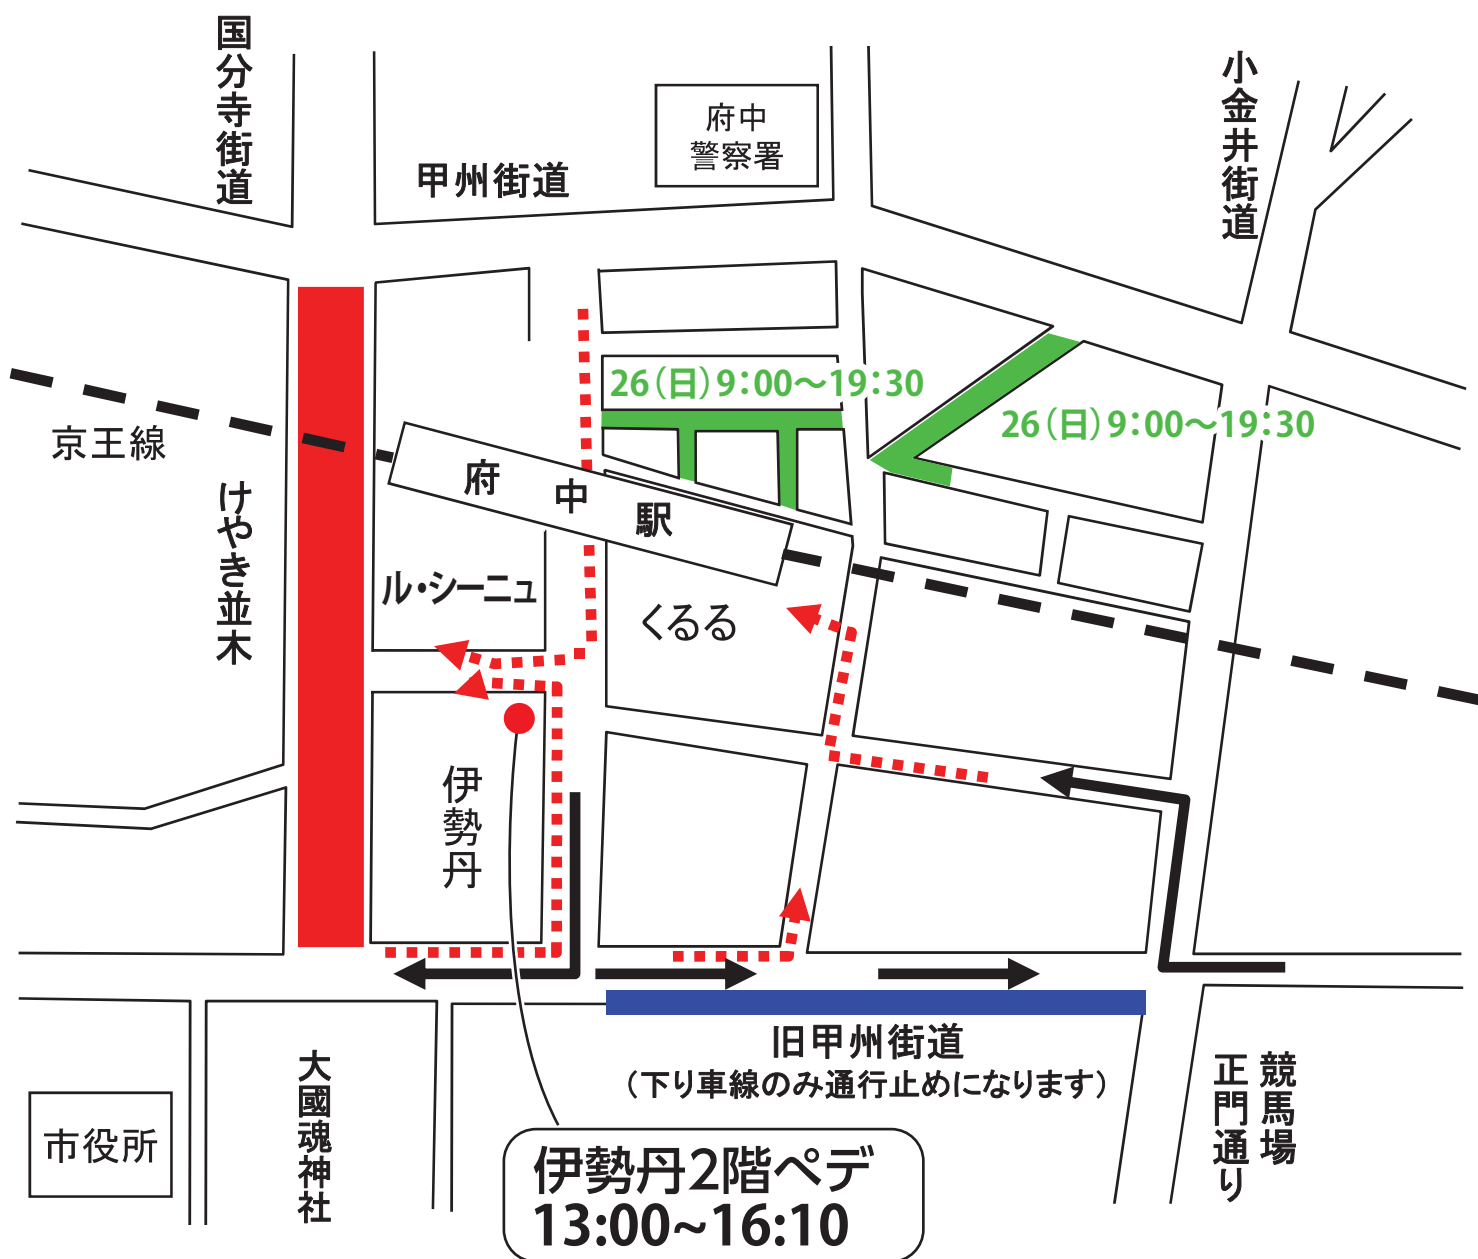 国分寺街道
小金井街道
府中
警察署
甲州街道
26（日）9：00～19：30
26（日）9：00～19：30
京王線
府中駅
けやき並木
ル・シーニュ
くるる
伊勢丹
旧甲州街道
（下り車線のみ通行止めになります）
大國魂神社
競馬場
正門通り
市役所
伊勢丹2階ペデ
13:00~16:10